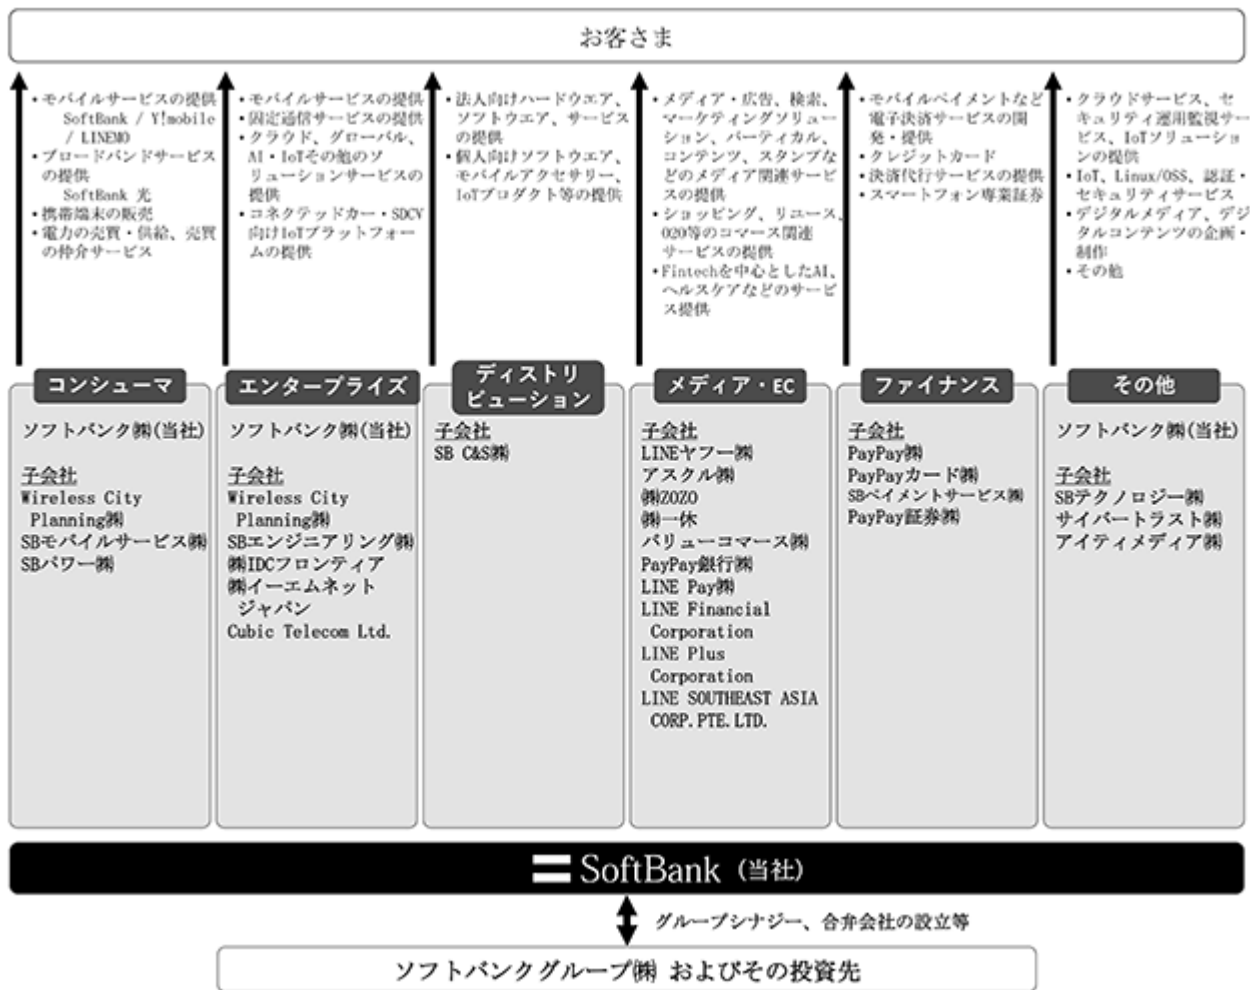 お客さま
・モバイルサービスの提供
SoftBank / Y!mobile
/ LINEMO
・ブロードバンドサービス
の提供
SoftBank 光
・携帯端末の販売
・電力の売買・供給、売買
の仲介サービス
・モバイルサービスの提供
・固定通信サービスの提供
・クラウド、グローバル、
AI・IoTその他のソ
リューションサービスの
提供
・コネクテッドカー・SDCV
向けIoTプラットフォー
ムの提供
・法人向けハードウエア、
ソフトウエア、サービス
の提供
・個人向けソフトウエア、
モバイルアクセサリー、
IoTプロダクト等の提供
・メディア・広告、検索、
マーケティングソリュー
ション、バーティカル、
コンテンツ、スタンプな
どのメディア関連サービ
スの提供
・ショッピング、リユース、
O2O等のコマース関連
サービスの提供
・Fintechを中心としたAI、
ヘルスケアなどのサービ
ス提供
・モバイルペイメントなど
電子決済サービスの開
発・提供
・クレジットカード
・決済代行サービスの提供
・スマートフォン専業証券
・クラウドサービス、セ
キュリティ運用監視サー
ビス、IoTソリューショ
ンの提供
・IoT、Linux/OSS、認証・
セキュリティサービス
・デジタルメディア、デジ
タルコンテンツの企画・
制作
・その他
コンシューマ
ソフトバンク㈱(当社)
子会社
Wireless City
Planning㈱
SBモバイルサービス㈱
SBパワー㈱
エンタープライズ
ソフトバンク㈱(当社)
子会社
Wireless City
Planning㈱
SBエンジニアリング㈱
㈱IDCフロンティア
㈱イーエムネット
ジャパン
Cubic Telecom Ltd.
ディストリ
ビューション
子会社
SB C&S㈱
メディア・EC
子会社
LINEヤフー㈱
アスクル㈱
㈱ZOZO
㈱一休
バリューコマース㈱
PayPay銀行㈱
LINE Pay㈱
LINE Financial
Corporation
LINE Plus
Corporation
LINE SOUTHEAST ASIA
CORP.PTE.LTD.
ファイナンス
子会社
PayPay㈱
PayPayカード㈱
SBペイメントサービス㈱
PayPay証券㈱
その他
ソフトバンク㈱(当社)
子会社
SBテクノロジー㈱
サイバートラスト㈱
アイティメディア㈱
SoftBank (当社)
グループシナジー、合弁会社の設立等
ソフトバンクグループ㈱ およびその投資先